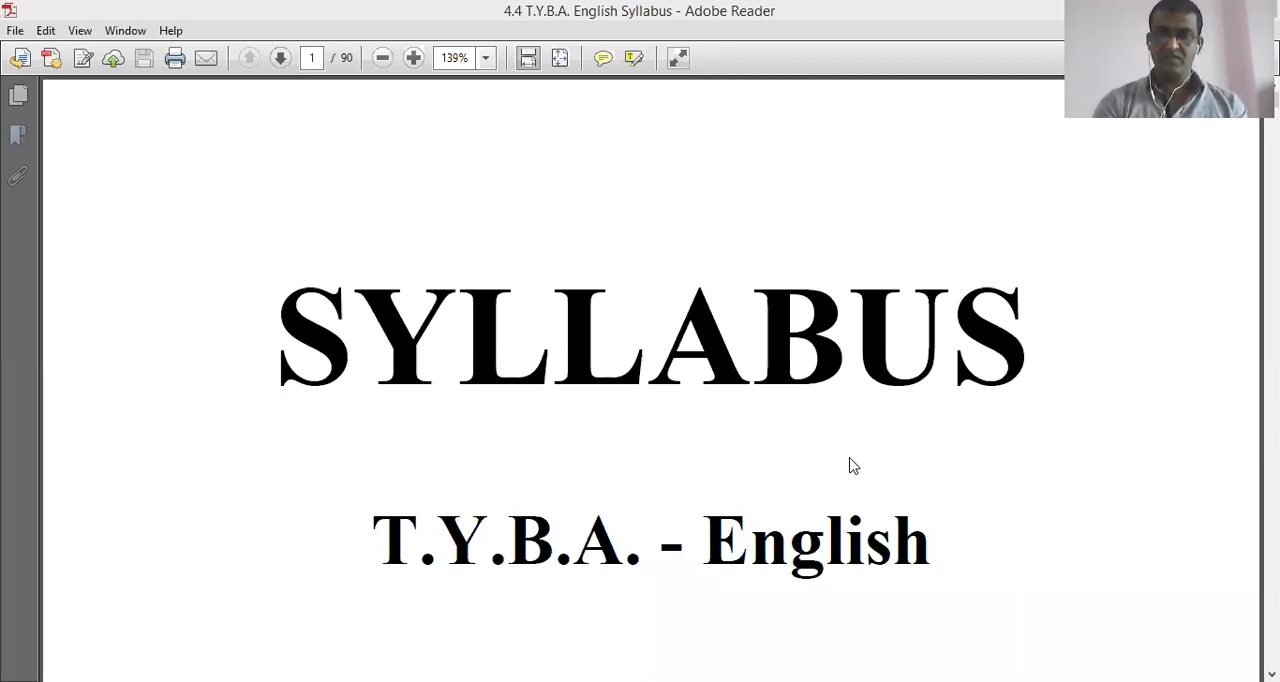 4.4 T.Y.B.A. English Syllabus - Adobe Reader
File Edit View Window Help
1 / 90 139%
SYLLABUS
T.Y.B.A. - English